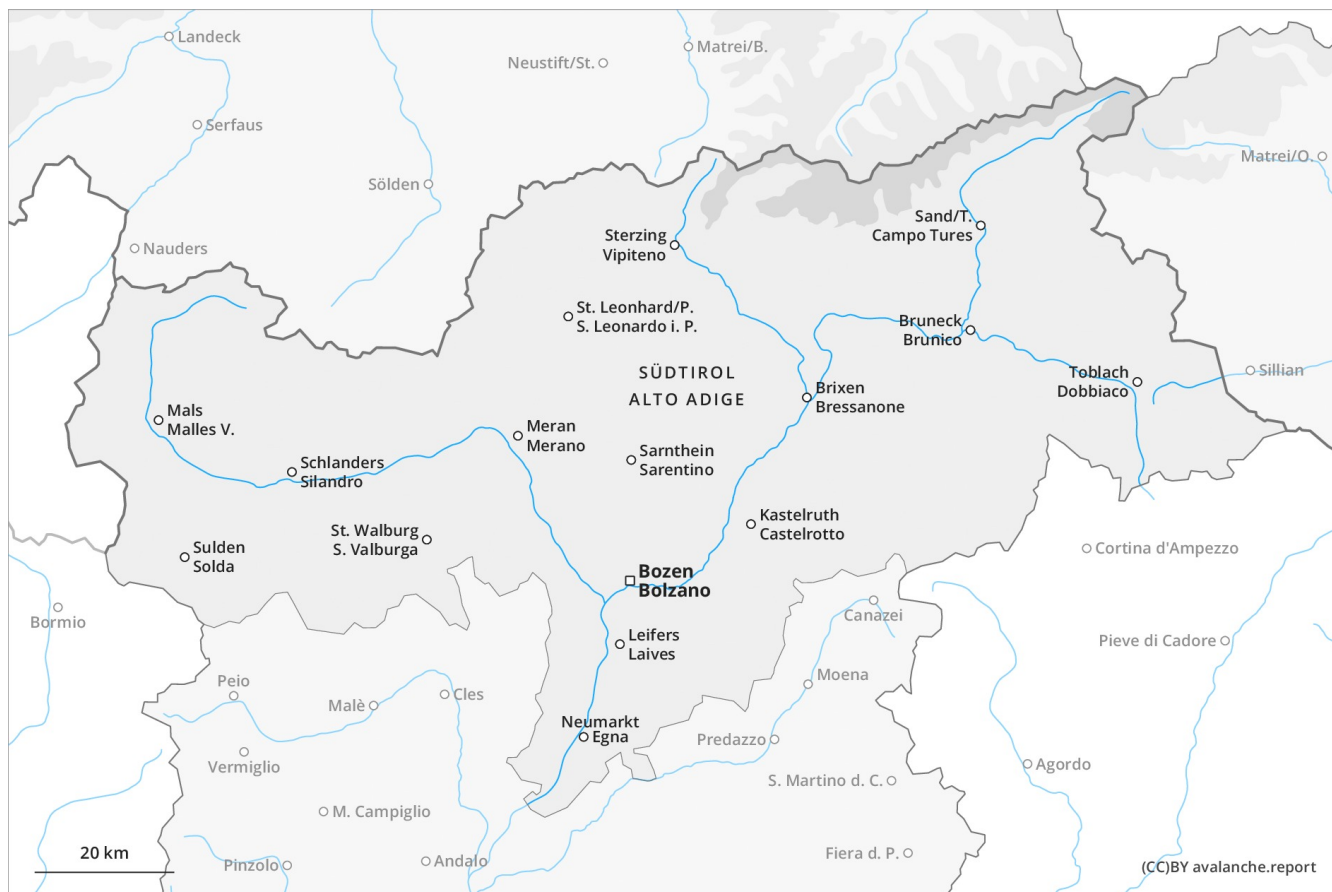 Landeck
Matrei/B.
Neustift/St.
Serfaus
Matrei/O.
Sölden
Sand/T.
Campo Tures
Nauders
Sterzing
Vipiteno
St. Leonhard/P.
S. Leonardo i. P.
Bruneck
Brunico
SÜDTIROL
ALTO ADIGE
Toblach
Dobbiaco
Sillian
Brixen
Bressanone
Mals
Malles V.
Meran
Merano
Sarnthein
Sarentino
Schlanders
Silandro
Kastelruth
Castelrotto
St. Walburg
S. Valburga
Sulden
Solda
Cortina d'Ampezzo
Bozen
Bolzano
Bormio
Canazei
Leifers
Laives
Pieve di Cadore
Peio
Moena
Malè
Cles
Neumarkt
Egna
Predazzo
Vermiglio
Agordo
S. Martino d. C.
M. Campiglio
20 km
Pinzolo
Andalo
Fiera d. P.
(CC)BY avalanche.report